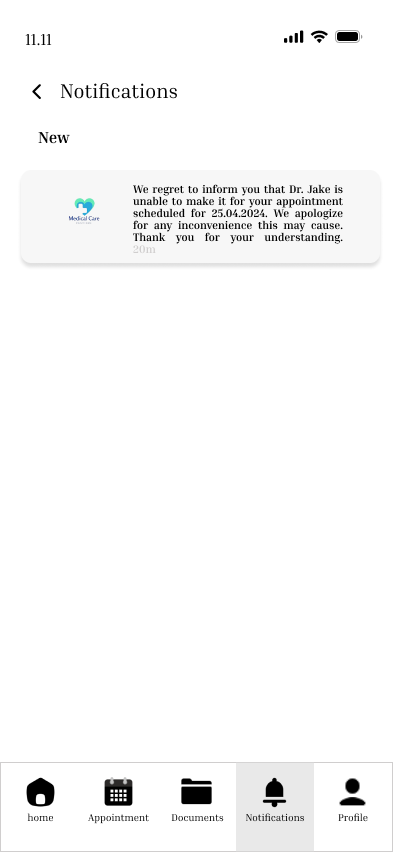 11.11
Notifications
New
We regret to inform you that Dr. Jake is
unable to make it for your appointment
scheduled for 25.04.2024. We apologize
for any inconvenience this may cause.
Thank you for your understanding.
20m
Medical Care
home
Appointment
Documents
Notifications
Profile